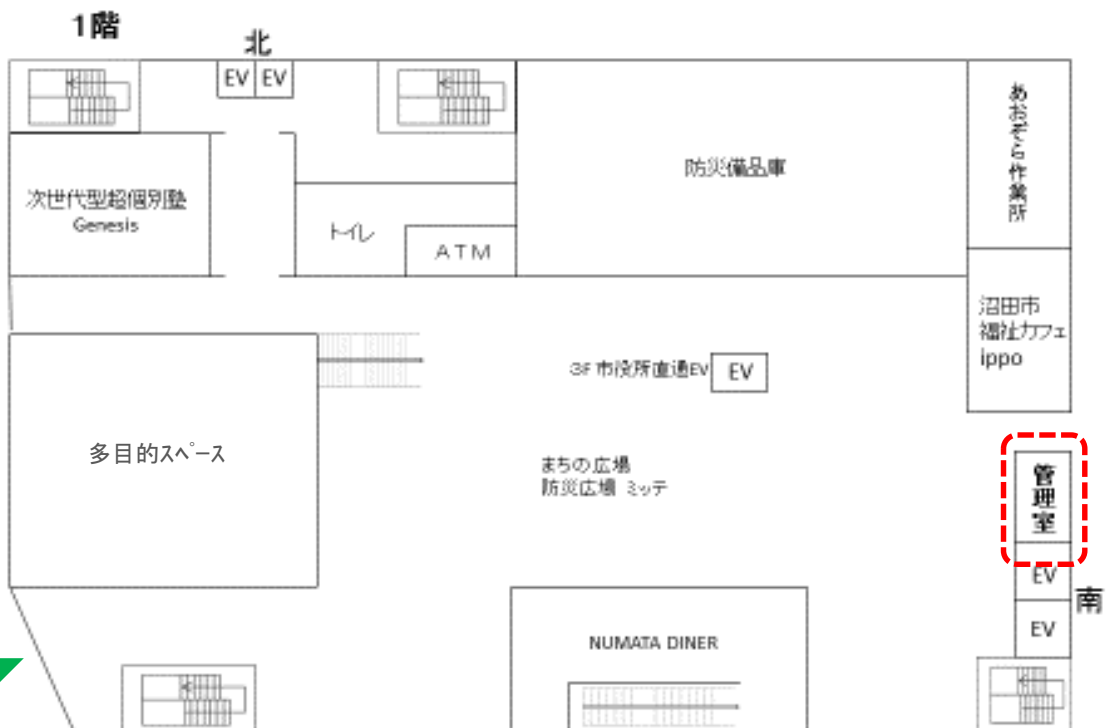 1階
北
EV EV
次世代型超個別塾
Genesis
トイレ
ATM
防災備品庫
あおぞら作業所
沼田市
福祉カフェ
ippo
3F 市役所直通EV
EV
多目的スペース
まちの広場
防災広場 ミッテ
管理室
EV
南
EV
NUMATA DINER